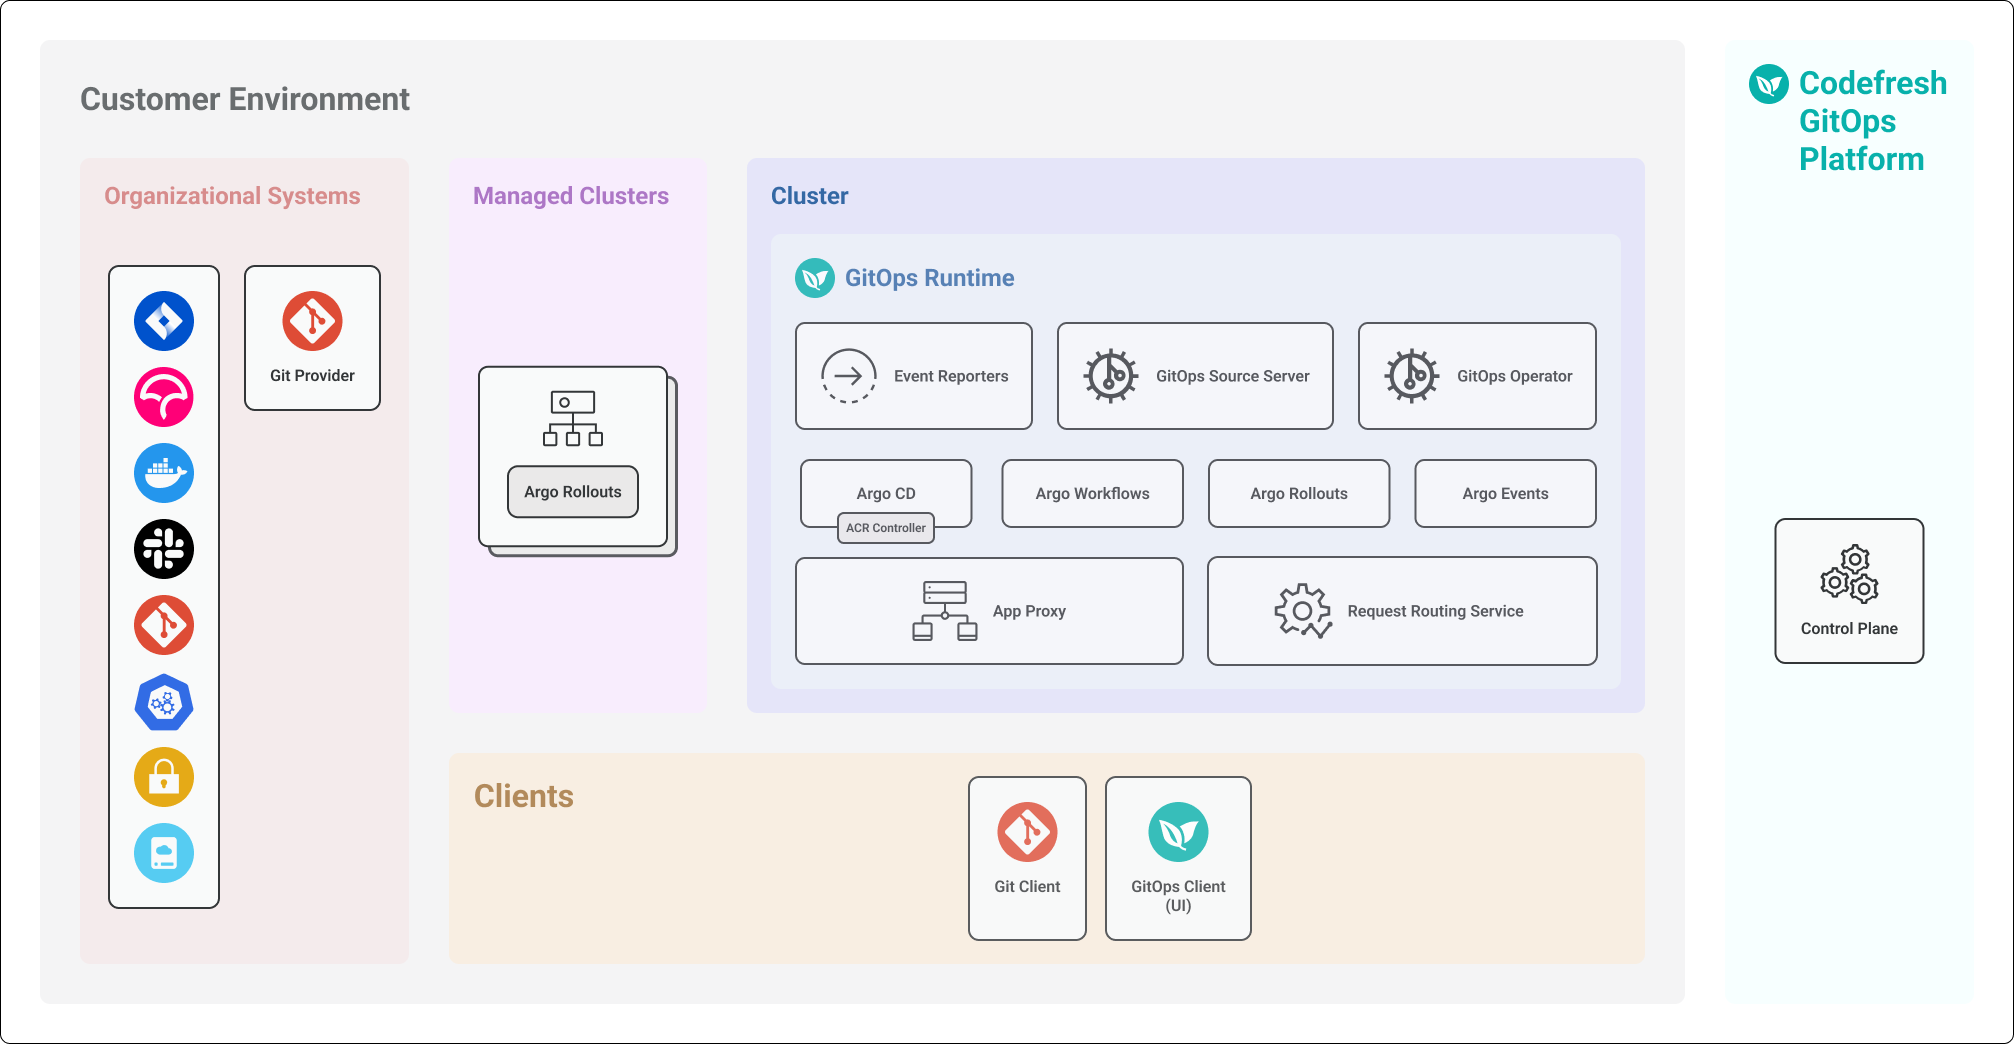 Customer Environment
Organizational Systems
Git Provider
Managed Clusters
Argo Rollouts
Cluster
GitOps Runtime
Event Reporters
GitOps Source Server
GitOps Operator
Argo CD
ACR Controller
Argo Workflows
Argo Rollouts
Argo Events
App Proxy
Request Routing Service
Clients
Git Client
GitOps Client
(UI)
Codefresh
GitOps
Platform
Control Plane